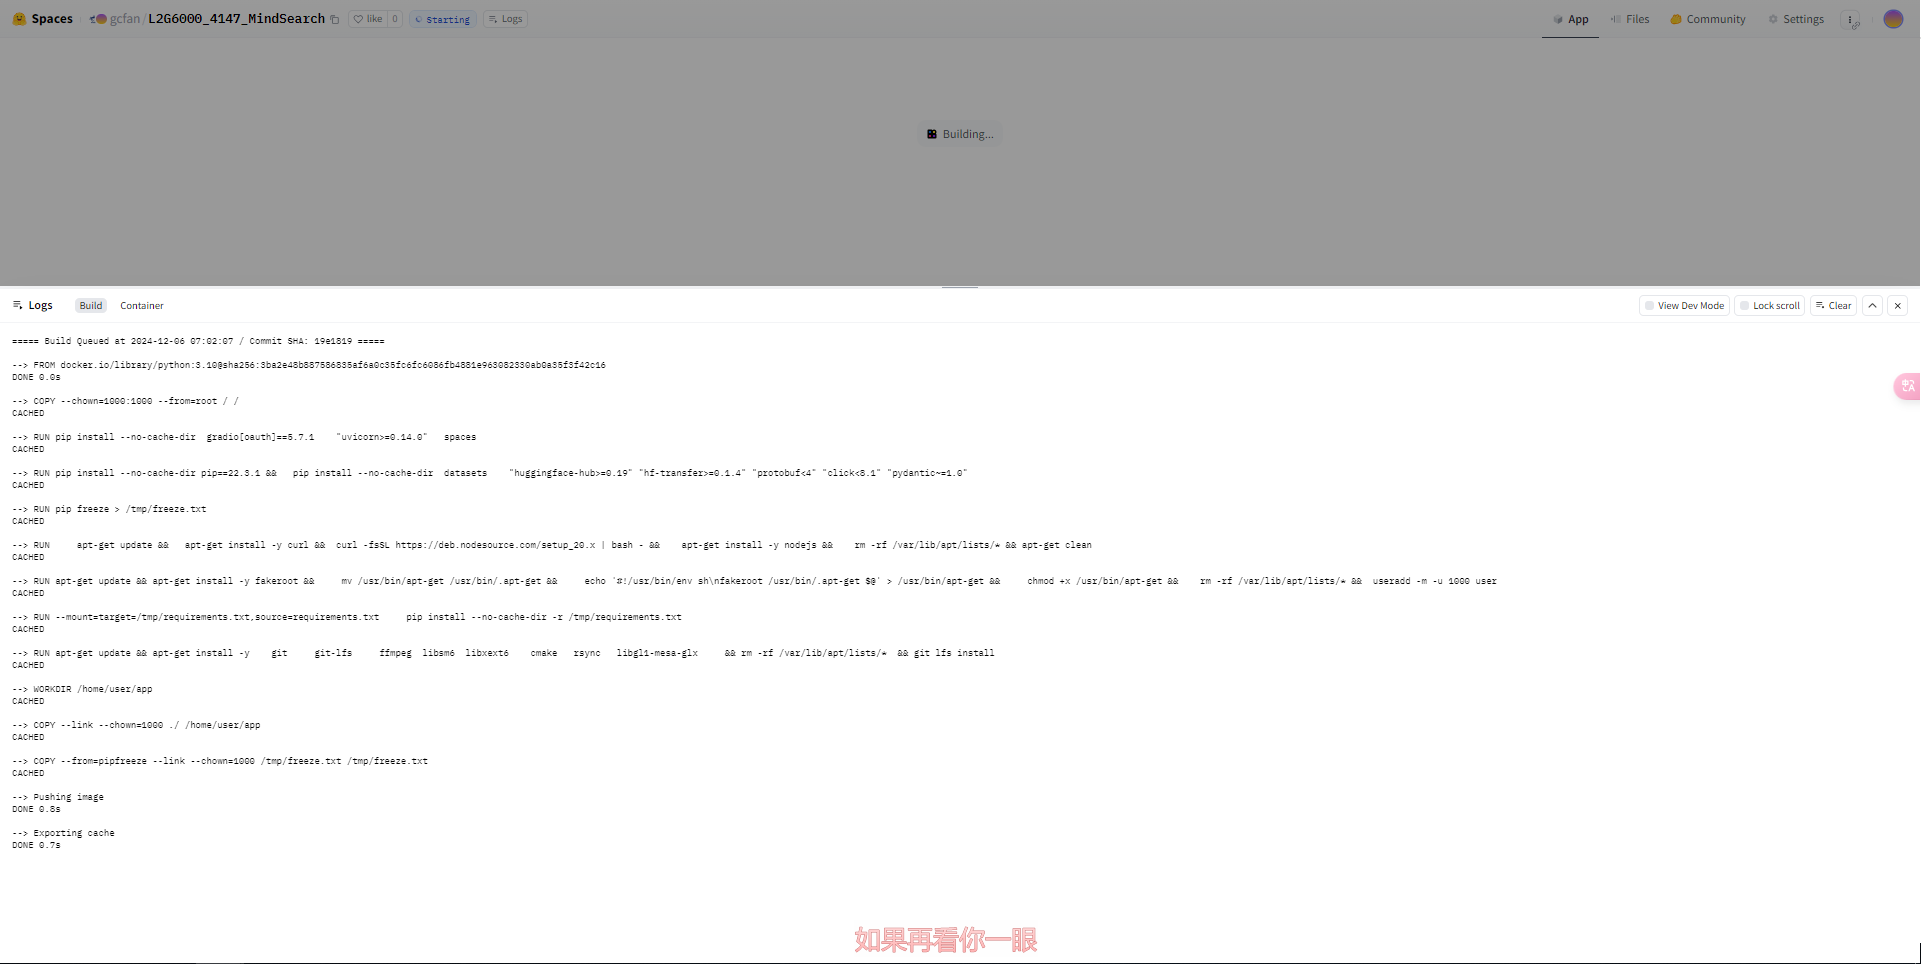 Spaces gcfan/L2G6000_4147_MindSearch like 0 Starting Logs App Files Community Settings
Building...
Logs Build Container View Dev Mode Lock scroll Clear
===== Build Queued at 2024-12-06 07:02:07 / Commit SHA: 19e1819 =====
--> FROM docker.io/library/python:3.10@sha256:3ba2e48b887586835af6a0c35fc6fc6086fb4881e963082330ab0a35f3f42c16
DONE 0.0s
--> COPY --chown=1000:1000 --from=root / /
CACHED
--> RUN pip install --no-cache-dir gradio[oauth]==5.7.1 "uvicorn>=0.14.0" spaces
CACHED
--> RUN pip install --no-cache-dir pip==22.3.1 && pip install --no-cache-dir datasets "huggingface-hub>=0.19" "hf-transfer>=0.1.4" "protobuf<4" "click<8.1" "pydantic~=1.0"
CACHED
--> RUN pip freeze > /tmp/freeze.txt
CACHED
--> RUN apt-get update && apt-get install -y curl && curl -fsSL https://deb.nodesource.com/setup_20.x | bash - && apt-get install -y nodejs && rm -rf /var/lib/apt/lists/* && apt-get clean
CACHED
--> RUN apt-get update && apt-get install -y fakeroot && mv /usr/bin/apt-get /usr/bin/.apt-get && echo '#!/usr/bin/env sh\nfakeroot /usr/bin/.apt-get $@' > /usr/bin/apt-get && chmod +x /usr/bin/apt-get && rm -rf /var/lib/apt/lists/* && useradd -m -u 1000 user
CACHED
--> RUN --mount=target=/tmp/requirements.txt,source=requirements.txt pip install --no-cache-dir -r /tmp/requirements.txt
CACHED
--> RUN apt-get update && apt-get install -y git git-lfs ffmpeg libsm6 libxext6 cmake rsync libgl1-mesa-glx && rm -rf /var/lib/apt/lists/* && git lfs install
CACHED
--> WORKDIR /home/user/app
CACHED
--> COPY --link --chown=1000 ./ /home/user/app
CACHED
--> COPY --from=pipfreeze --link --chown=1000 /tmp/freeze.txt /tmp/freeze.txt
CACHED
--> Pushing image
DONE 0.8s
--> Exporting cache
DONE 0.7s
如果再看你一眼